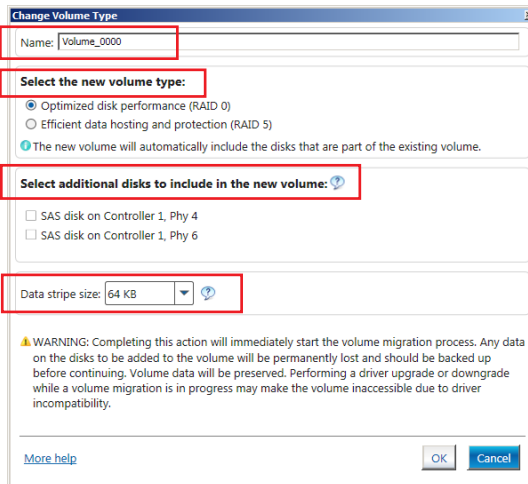 Change Volume Type
Name: Volume_0000
Select the new volume type:
Optimized disk performance (RAID 0)
Efficient data hosting and protection (RAID 5)
The new volume will automatically include the disks that are part of the existing volume.
Select additional disks to include in the new volume:
SAS disk on Controller 1, Phy 4
SAS disk on Controller 1, Phy 6
Data stripe size: 64 KB
WARNING: Completing this action will immediately start the volume migration process. Any data
on the disks to be added to the volume will be permanently lost and should be backed up
before continuing. Volume data will be preserved. Performing a driver upgrade or downgrade
while a volume migration is in progress may make the volume inaccessible due to driver
incompatibility.
More help
OK
Cancel